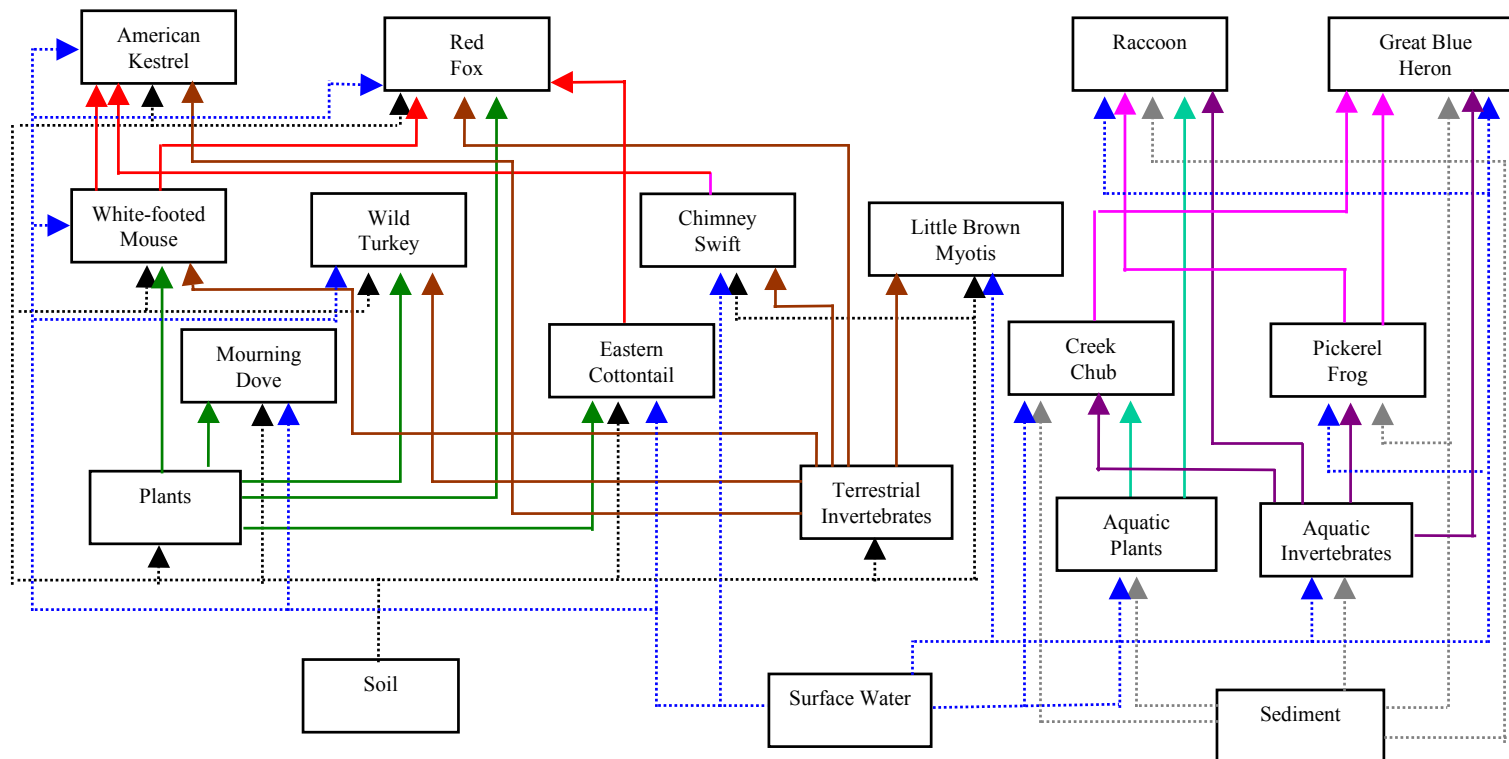 American
Kestrel
Red
Fox
Raccoon
Great Blue
Heron
White-footed
Mouse
Wild
Turkey
Chimney
Swift
Little Brown
Myotis
Mourning
Dove
Eastern
Cottontail
Creek
Chub
Pickerel
Frog
Plants
Terrestrial
Invertebrates
Aquatic
Plants
Aquatic
Invertebrates
Soil
Surface Water
Sediment